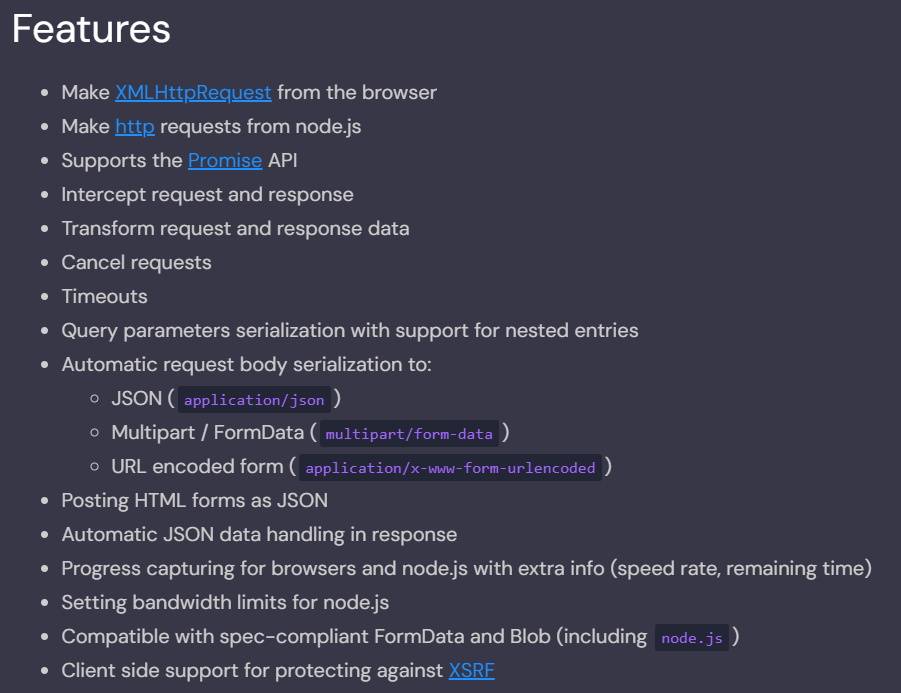 Features
Make XMLHttpRequest from the browser
Make http requests from node.js
Supports the Promise API
Intercept request and response
Transform request and response data
Cancel requests
Timeouts
Query parameters serialization with support for nested entries
Automatic request body serialization to:
JSON ( application/json )
Multipart / FormData ( multipart/form-data )
URL encoded form ( application/x-www-form-urlencoded )
Posting HTML forms as JSON
Automatic JSON data handling in response
Progress capturing for browsers and node.js with extra info (speed rate, remaining time)
Setting bandwidth limits for node.js
Compatible with spec-compliant FormData and Blob (including node.js )
Client side support for protecting against XSRF